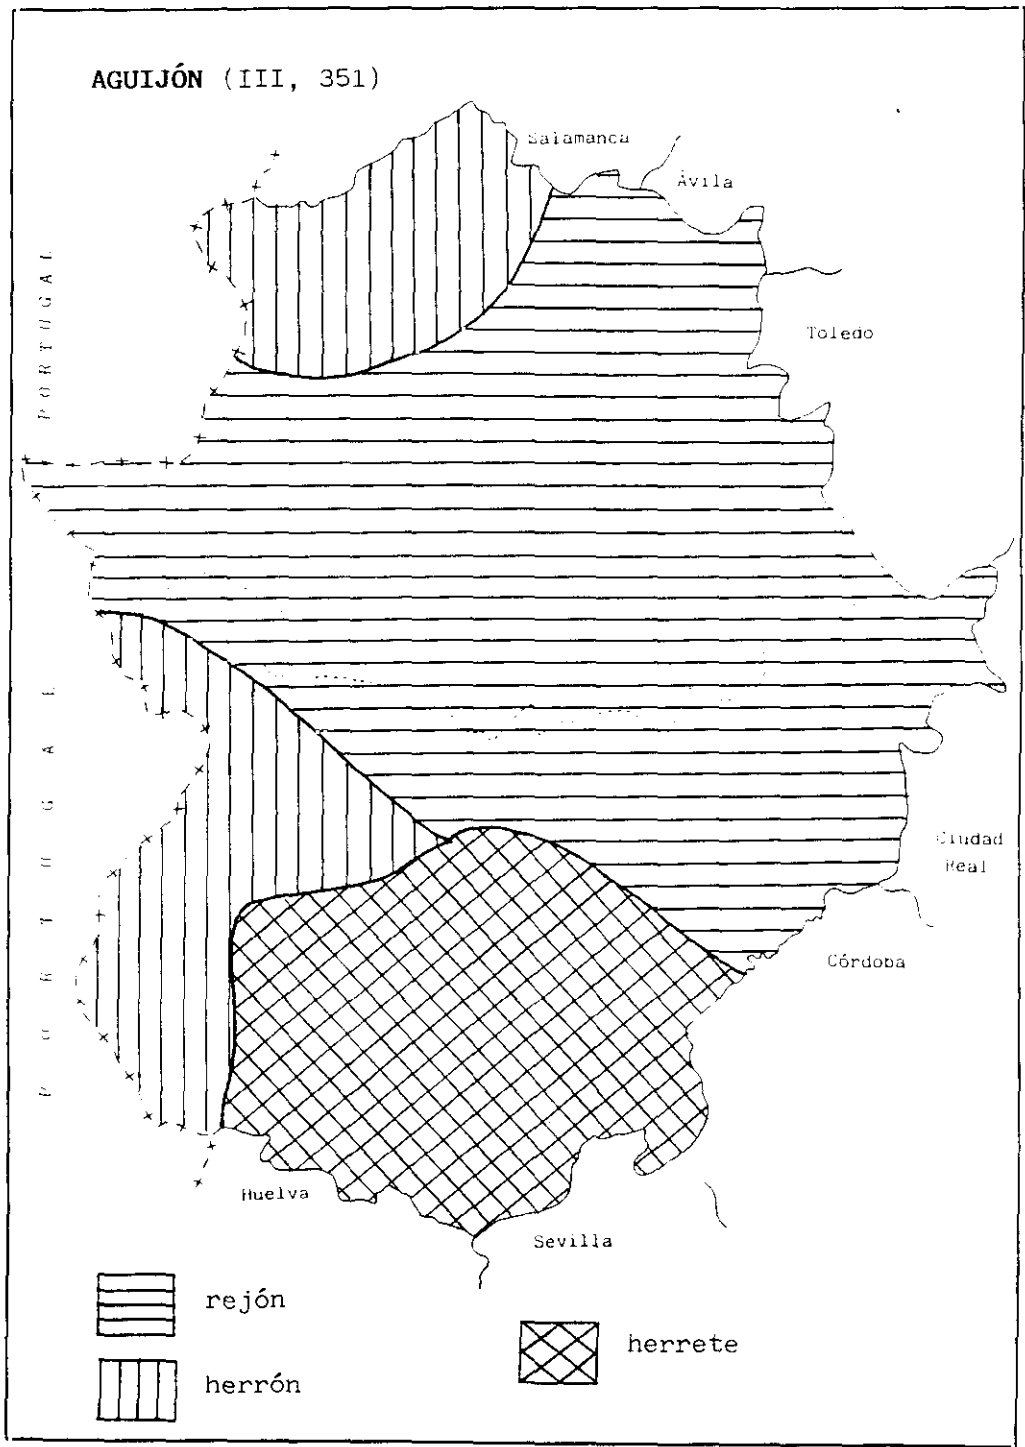 AGUIJÓN (III, 351)
Salamanca
Ávila
PORTUGAL
Toledo
PORTUGAL
Ciudad
Real
Córdoba
Huelva
Sevilla
rejón
herrete
herrón